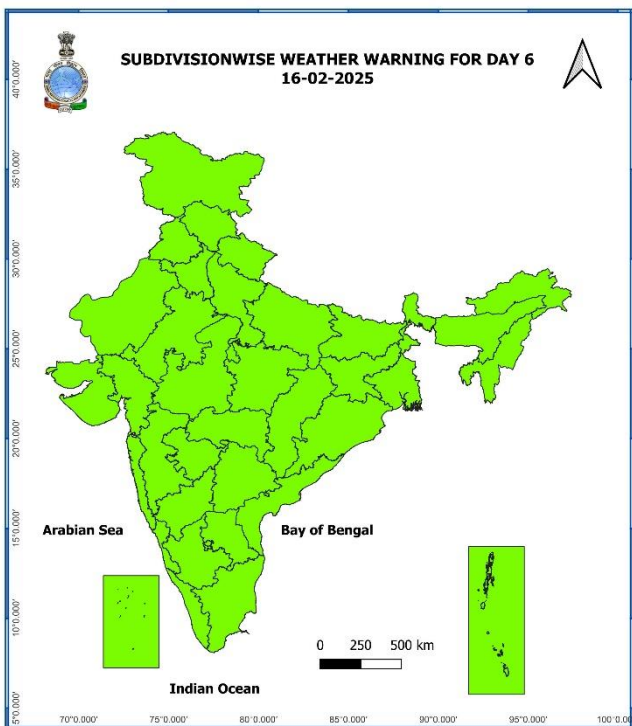 SUBDIVISIONWISE WEATHER WARNING FOR DAY 6
16-02-2025
40°0.000'
35°0.000'
30°0.000'
25°0.000'
20°0.000'
15°0.000'
10°0.000'
5°0.000'
Arabian Sea
Bay of Bengal
0 250 500 km
Indian Ocean
70°0.000' 75°0.000' 80°0.000' 85°0.000' 90°0.000' 95°0.000' 100°0.0